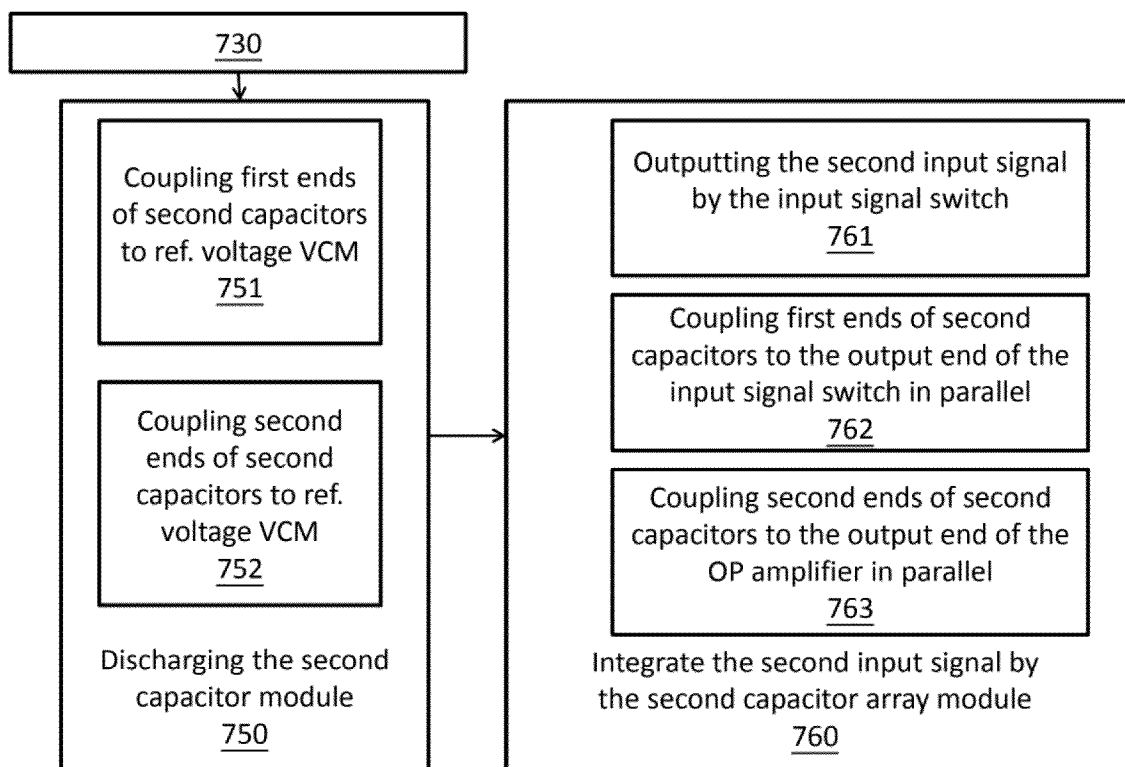 730
Coupling first ends
of second capacitors
to ref. voltage VCM
751
Coupling second
ends of second
capacitors to ref.
voltage VCM
752
Discharging the second
capacitor module
750
Outputting the second input signal
by the input signal switch
761
Coupling first ends of second
capacitors to the output end of the
input signal switch in parallel
762
Coupling second ends of second
capacitors to the output end of the
OP amplifier in parallel
763
Integrate the second input signal by
the second capacitor array module
760